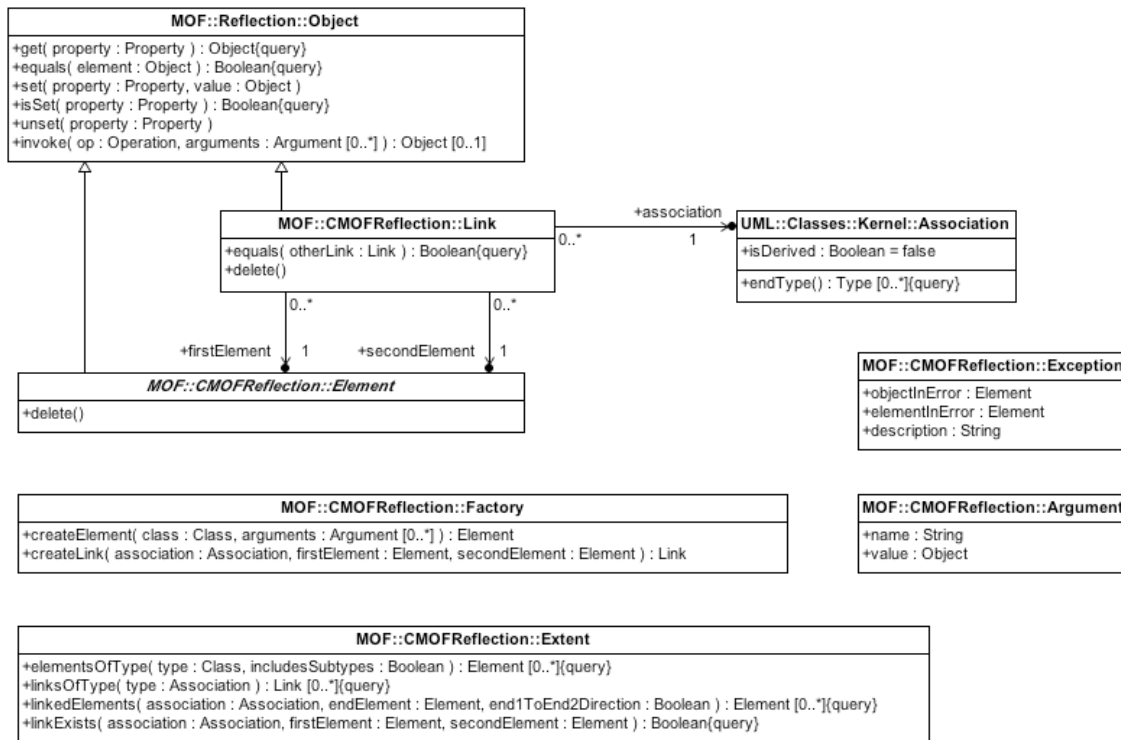 MOF::Reflection::Object
+get( property : Property ) : Object{query}
+equals( element : Object ) : Boolean{query}
+set( property : Property, value : Object )
+isSet( property : Property ) : Boolean{query}
+unset( property : Property )
+invoke( op : Operation, arguments : Argument [0..*] ) : Object [0..1]
MOF::CMOFReflection::Link
+equals( otherLink : Link ) : Boolean{query}
+delete()
+association
0..*
1
UML::Classes::Kernel::Association
+isDerived : Boolean = false
+endType() : Type [0..*]{query}
0..*
0..*
+firstElement
1
+secondElement
1
MOF::CMOFReflection::Element
+delete()
MOF::CMOFReflection::Exception
+objectInError : Element
+elementInError : Element
+description : String
MOF::CMOFReflection::Factory
+createElement( class : Class, arguments : Argument [0..*] ) : Element
+createLink( association : Association, firstElement : Element, secondElement : Element ) : Link
MOF::CMOFReflection::Argument
+name : String
+value : Object
MOF::CMOFReflection::Extent
+elementsOfType( type : Class, includesSubtypes : Boolean ) : Element [0..*]{query}
+linksOfType( type : Association ) : Link [0..*]{query}
+linkedElements( association : Association, endElement : Element, end1ToEnd2Direction : Boolean ) : Element [0..*]{query}
+linkExists( association : Association, firstElement : Element, secondElement : Element ) : Boolean{query}